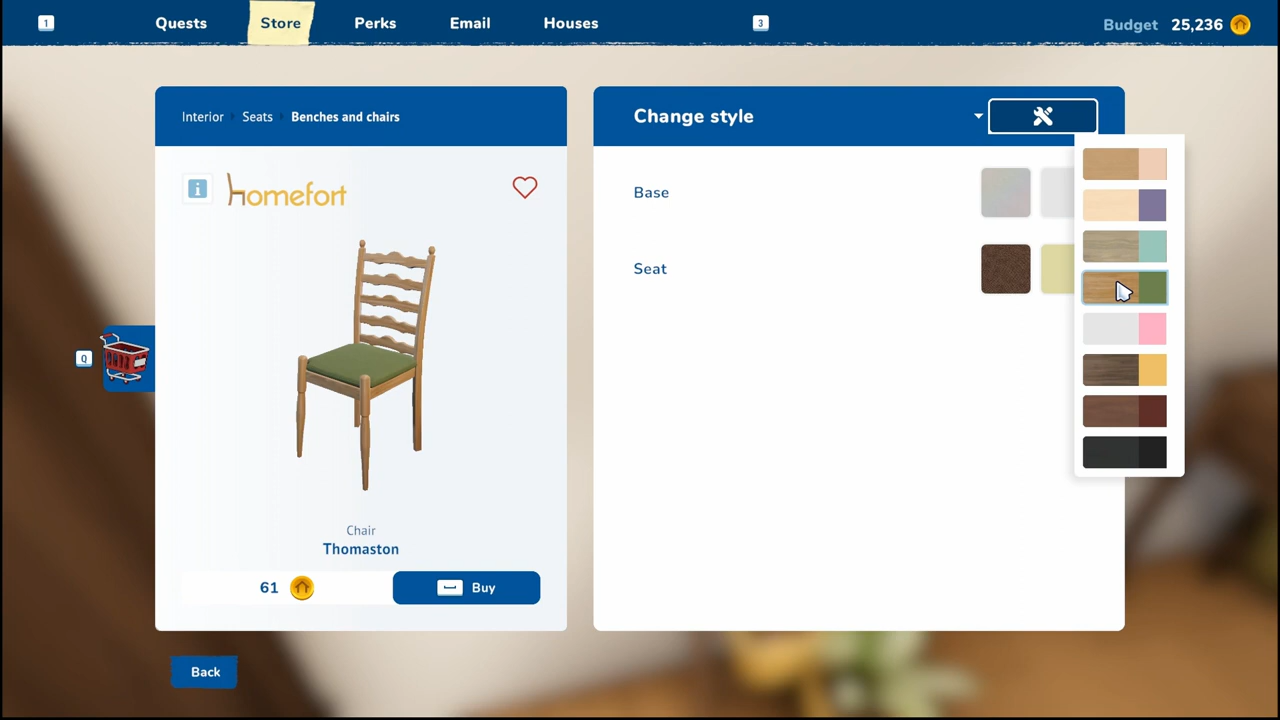 1 Quests Store Perks Email Houses 3 Budget 25,236
Interior Seats Benches and chairs
Change style
i homefort
Base
Seat
Q
Chair
Thomaston
61 Buy
Back